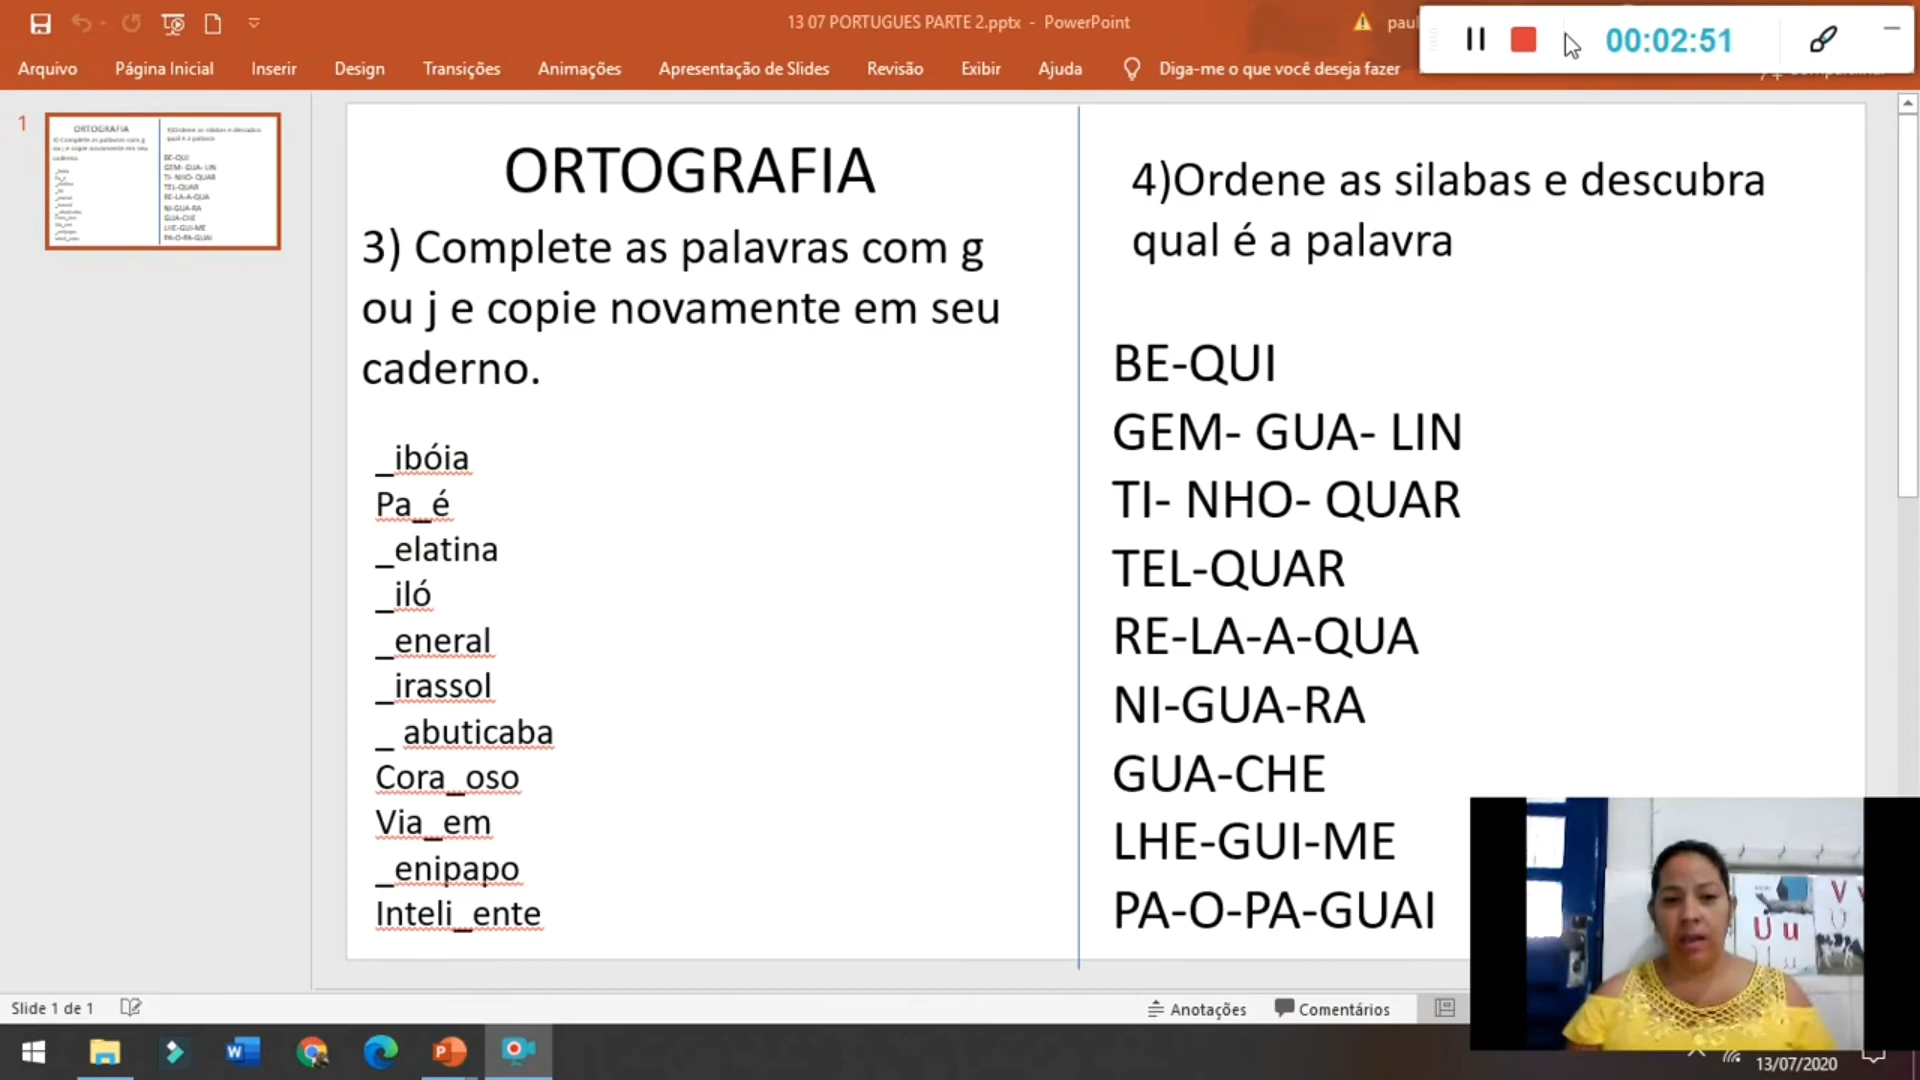 13 07 PORTUGUES PARTE 2.pptx - PowerPoint
paul
00:02:51
Arquivo
Página Inicial
Inserir
Design
Transições
Animações
Apresentação de Slides
Revisão
Exibir
Ajuda
Diga-me o que você deseja fazer
1
ORTOGRAFIA
3) Complete as palavras com g
ou j e copie novamente em seu
caderno.
_ibóia
Pa_é
_elatina
_iló
_eneral
_irassol
_ abuticaba
Cora_oso
Via_em
_enipapo
Inteli_ente
4)Ordene as silabas e descubra
qual é a palavra
BE-QUI
GEM- GUA- LIN
TI- NHO- QUAR
TEL-QUAR
RE-LA-A-QUA
NI-GUA-RA
GUA-CHE
LHE-GUI-ME
PA-O-PA-GUAI
U u
V
Slide 1 de 1
Anotações
Comentários
13/07/2020